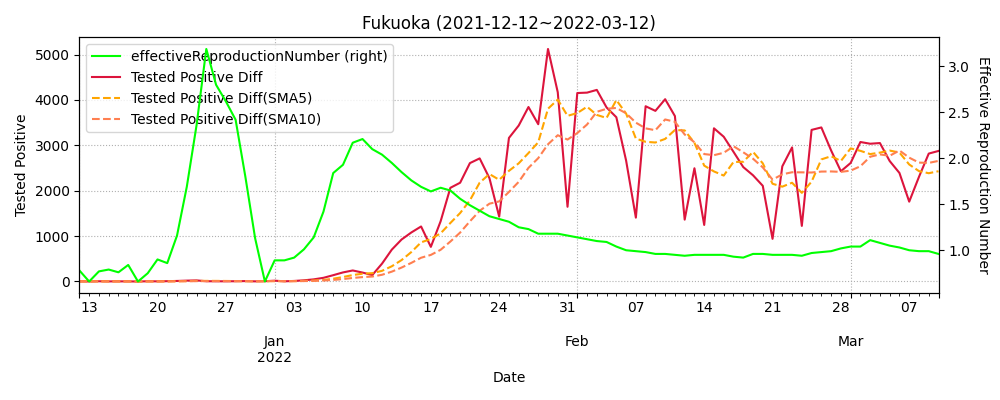 Fukuoka (2021-12-12~2022-03-12)
effectiveReproductionNumber (right)
Tested Positive Diff
Tested Positive Diff(SMA5)
Tested Positive Diff(SMA10)
Tested Positive
5000
4000
3000
2000
1000
0
Effective Reproduction Number
3.0
2.5
2.0
1.5
1.0
13 20 27 03 10 17 24 31 07 14 21 28 07
Jan Feb Mar
2022
Date